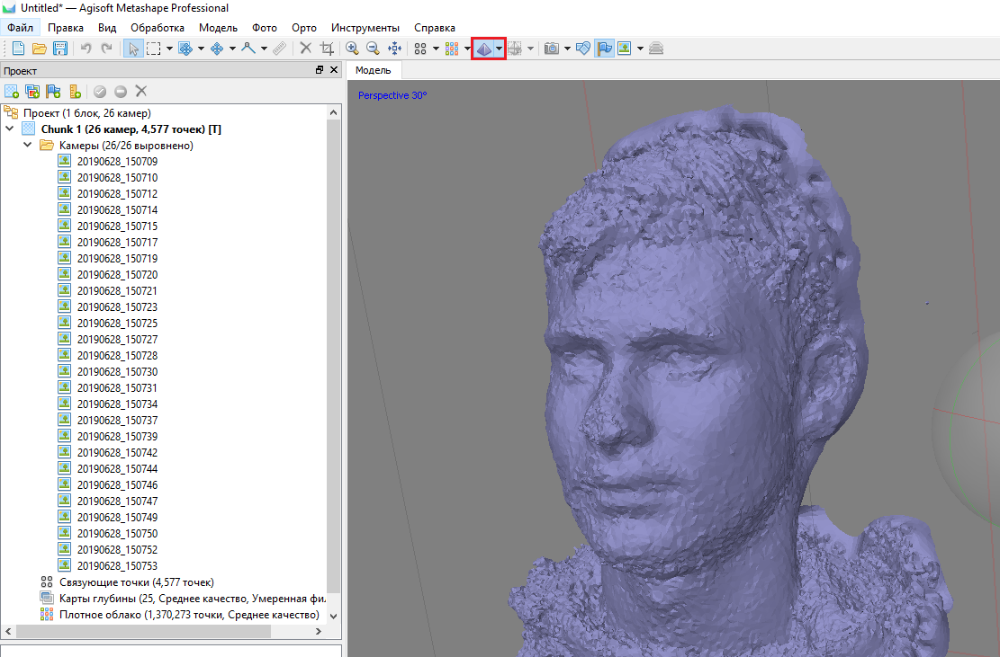 Untitled* — Agisoft Metashape Professional
Файл Правка Вид Обработка Модель Фото Орто Инструменты Справка
Проект
Модель
Perspective 30°
Проект (1 блок, 26 камер)
Chunk 1 (26 камер, 4,577 точек) [T]
Камеры (26/26 выровнено)
20190628_150709
20190628_150710
20190628_150712
20190628_150714
20190628_150715
20190628_150717
20190628_150719
20190628_150720
20190628_150721
20190628_150723
20190628_150725
20190628_150727
20190628_150728
20190628_150730
20190628_150731
20190628_150734
20190628_150737
20190628_150739
20190628_150742
20190628_150744
20190628_150746
20190628_150747
20190628_150749
20190628_150750
20190628_150752
20190628_150753
Связующие точки (4,577 точек)
Карты глубины (25, Среднее качество, Умеренная фи
Плотное облако (1,370,273 точки, Среднее качество)